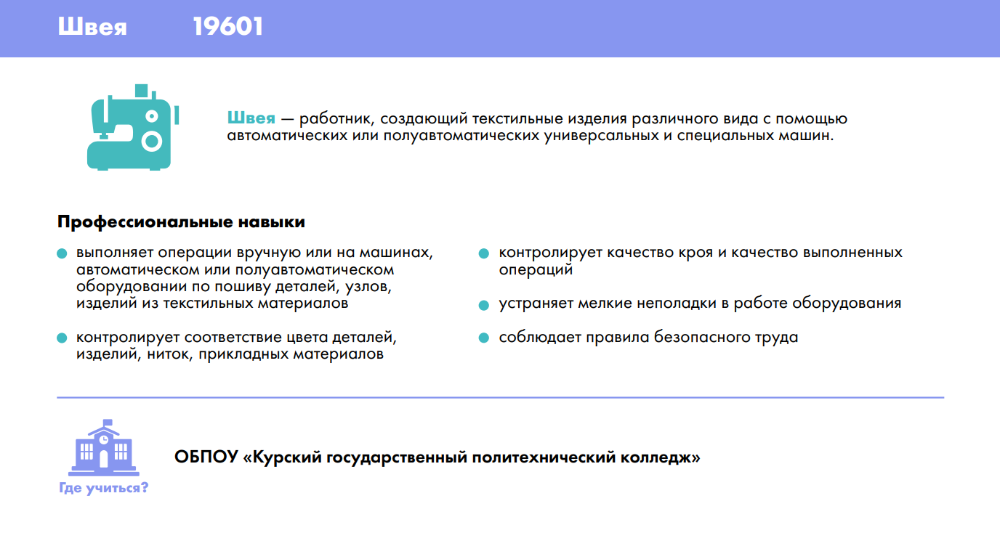 Швея 19601
Швея — работник, создающий текстильные изделия различного вида с помощью
автоматических или полуавтоматических универсальных и специальных машин.
Профессиональные навыки
выполняет операции вручную или на машинах,
автоматическом или полуавтоматическом
оборудовании по пошиву деталей, узлов,
изделий из текстильных материалов
контролирует соответствие цвета деталей,
изделий, ниток, прикладных материалов
контролирует качество кроя и качество выполненных
операций
устраняет мелкие неполадки в работе оборудования
соблюдает правила безопасного труда
Где учиться?
ОБПОУ «Курский государственный политехнический колледж»